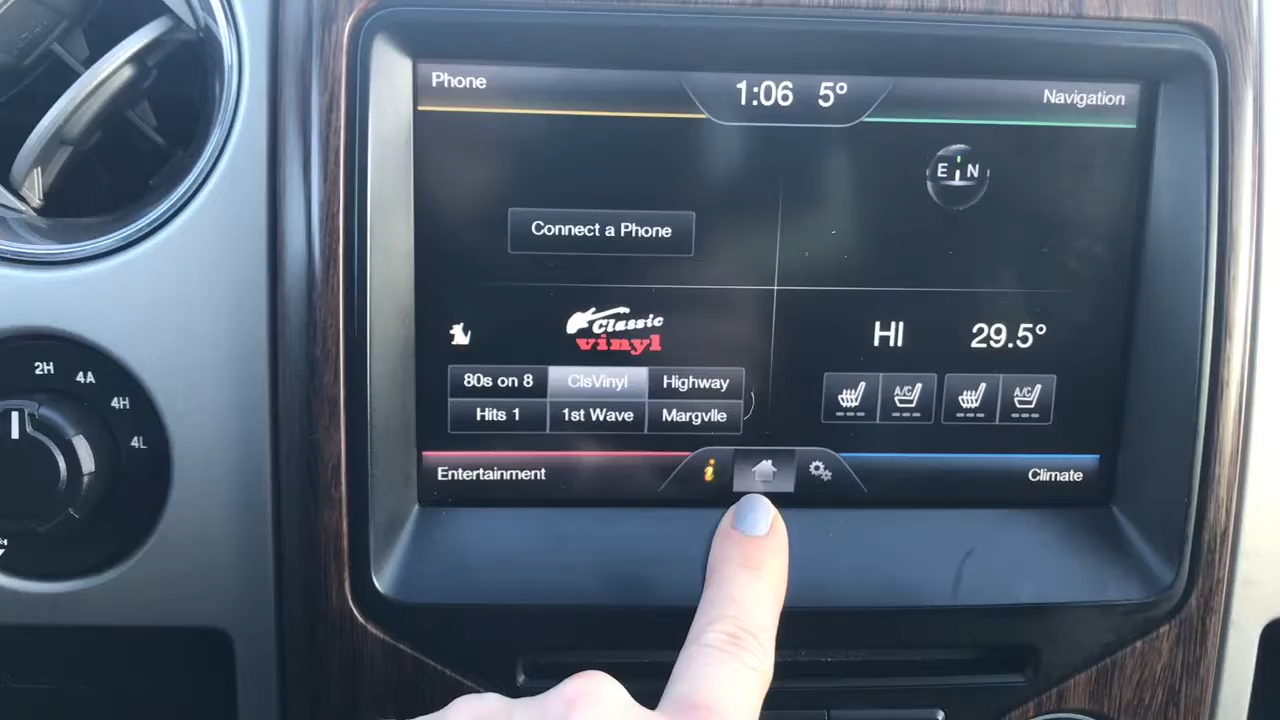 Phone
1:06 5°
Navigation
E N
Connect a Phone
Classic
vinyl
HI 29.5°
80s on 8 ClsVinyl Highway
Hits 1 1st Wave Margvlle
A/C A/C
Entertainment
i
Climate
2H
4A
4H
4L